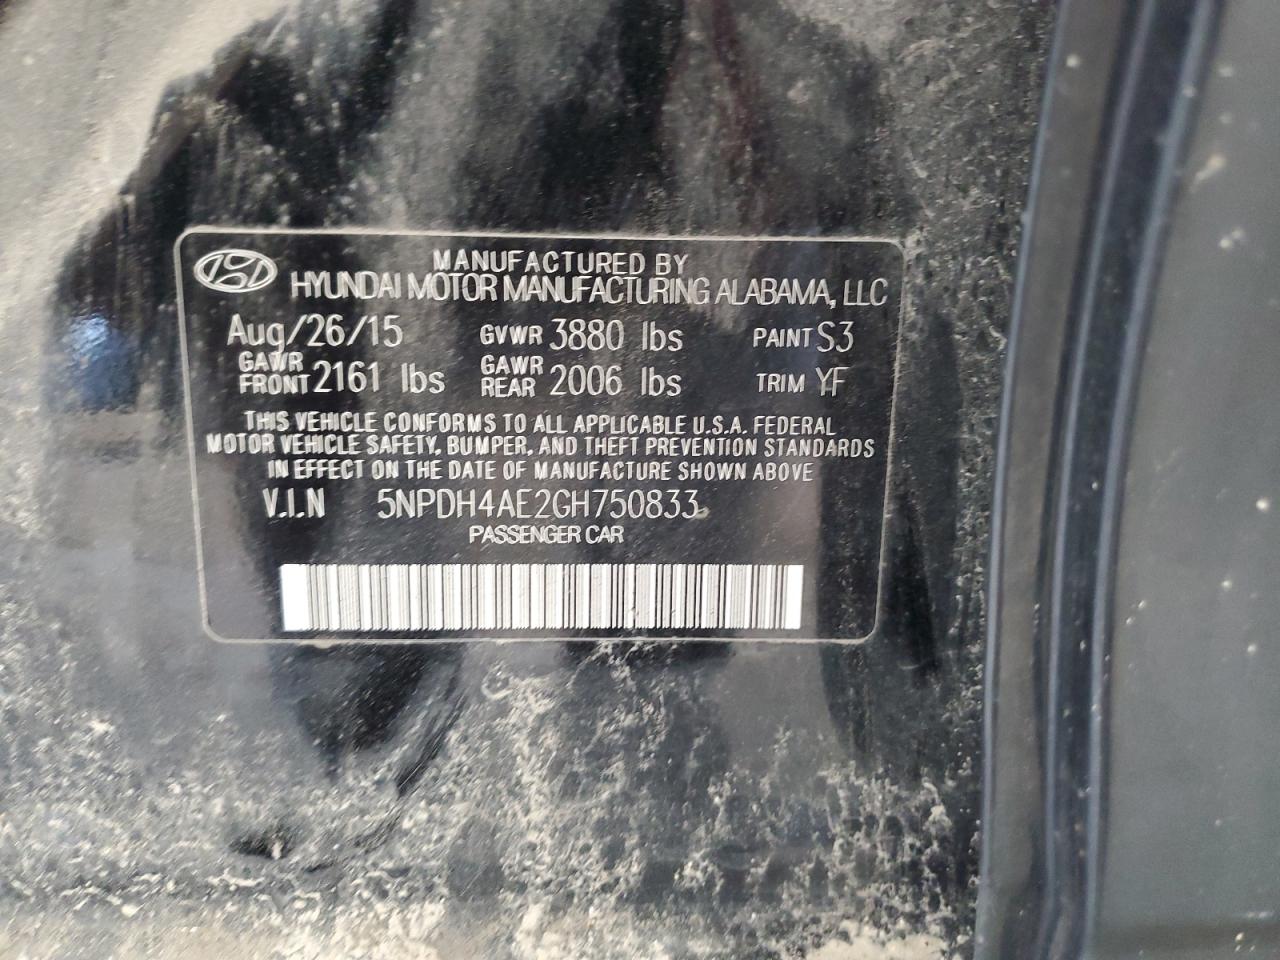 MANUFACTURED BY
HYUNDAI MOTOR MANUFACTURING ALABAMA, LLC
Aug/26/15 GVWR 3880 lbs PAINT S3
GAWR FRONT 2161 lbs GAWR REAR 2006 lbs TRIM YF
THIS VEHICLE CONFORMS TO ALL APPLICABLE U.S.A. FEDERAL
MOTOR VEHICLE SAFETY, BUMPER, AND THEFT PREVENTION STANDARDS
IN EFFECT ON THE DATE OF MANUFACTURE SHOWN ABOVE
V.I.N 5NPDH4AE2GH750833
PASSENGER CAR